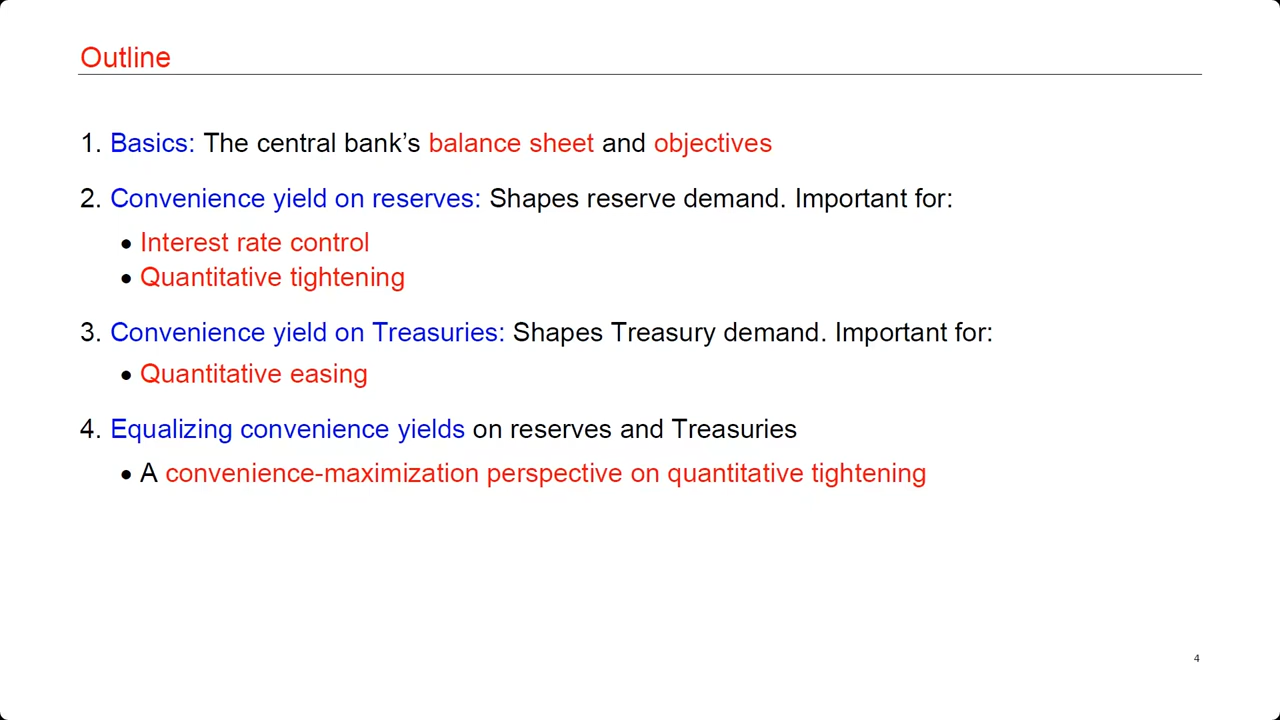 Outline
1. Basics: The central bank’s balance sheet and objectives
2. Convenience yield on reserves: Shapes reserve demand. Important for:
• Interest rate control
• Quantitative tightening
3. Convenience yield on Treasuries: Shapes Treasury demand. Important for:
• Quantitative easing
4. Equalizing convenience yields on reserves and Treasuries
• A convenience-maximization perspective on quantitative tightening
4